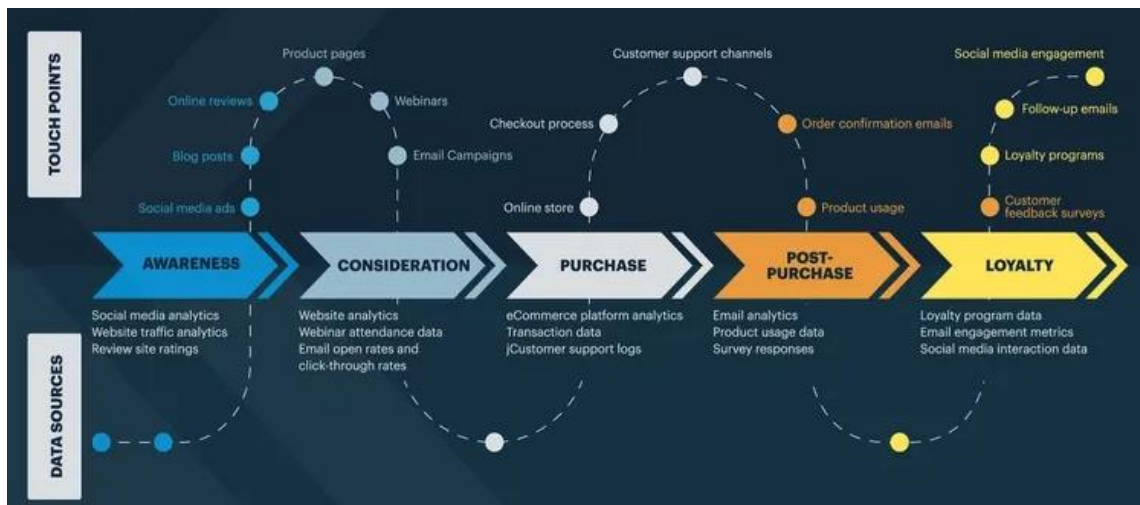 TOUCH POINTS
Product pages
Online reviews
Webinars
Blog posts
Email Campaigns
Social media ads
Customer support channels
Checkout process
Order confirmation emails
Online store
Product usage
Social media engagement
Follow-up emails
Loyalty programs
Customer
feedback surveys
AWARENESS
CONSIDERATION
PURCHASE
POST-
PURCHASE
LOYALTY
DATA SOURCES
Social media analytics
Website traffic analytics
Review site ratings
Website analytics
Webinar attendance data
Email open rates and
click-through rates
eCommerce platform analytics
Transaction data
jCustomer support logs
Email analytics
Product usage data
Survey responses
Loyalty program data
Email engagement metrics
Social media interaction data